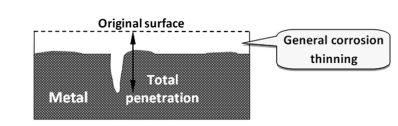 Original surface
General corrosion
thinning
Total
Metal penetration